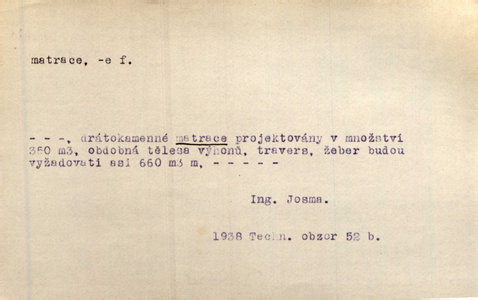 matrace, -e f.
- - -, drátokamenné matrace projektovány v množství
350 m3, obdobná tělesa výhonů, travers, žeber budou
vyžadovati asi 660 m3 m, - - - - -
Ing. Josma.
1938 Techn. obzor 52 b.